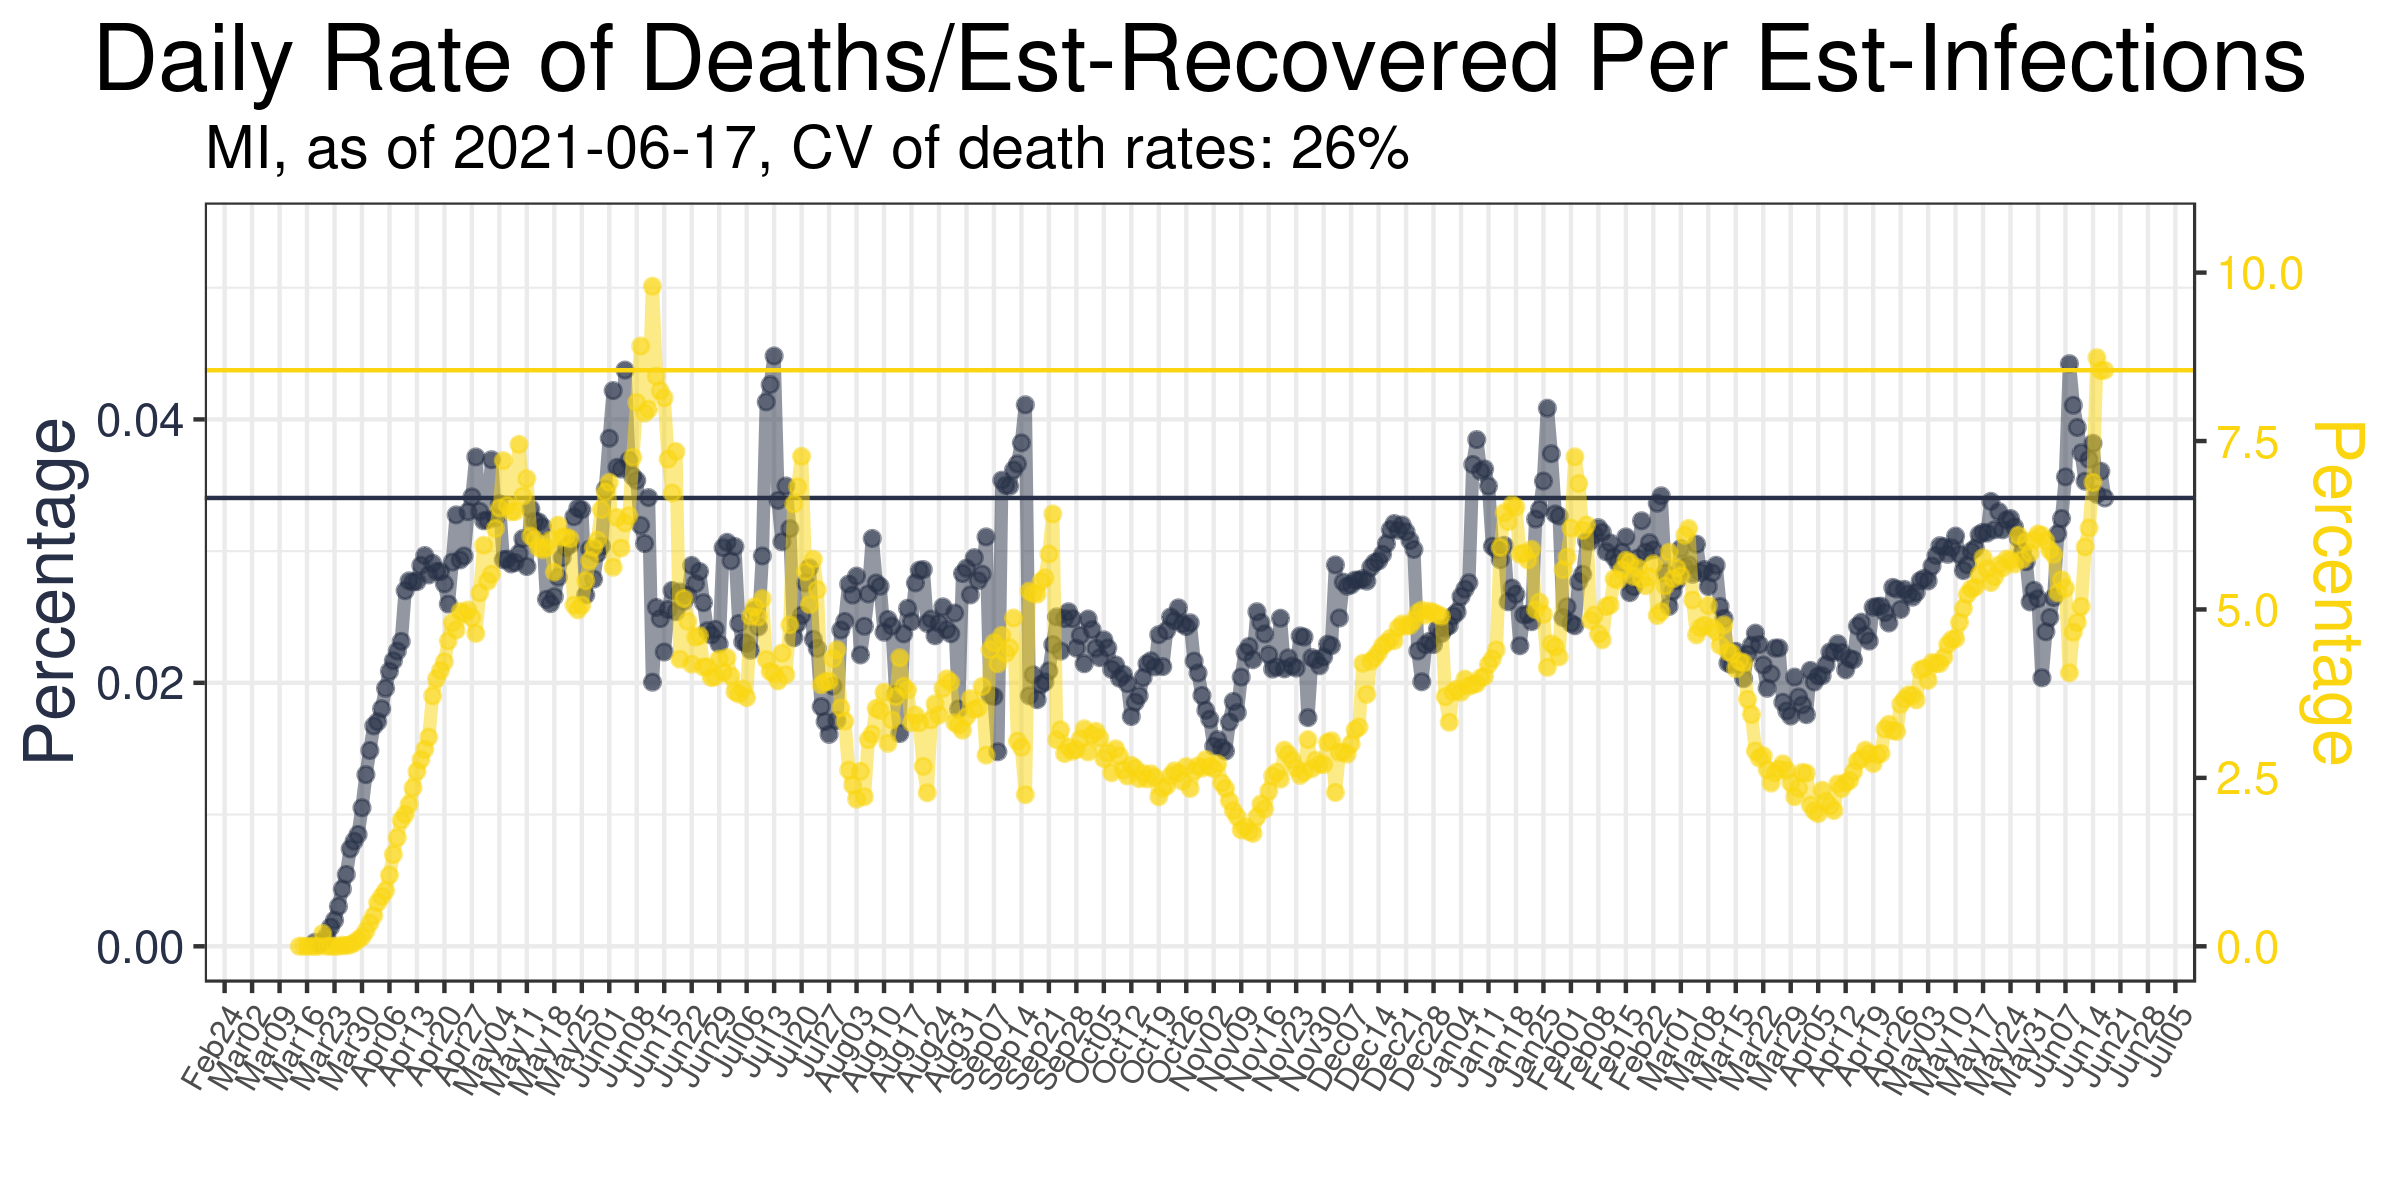 Daily Rate of Deaths/Est-Recovered Per Est-Infections
MI, as of 2021-06-17, CV of death rates: 26%
Percentage
0.04
0.02
0.00
10.0
7.5
5.0
2.5
0.0
Percentage
Feb24 Mar02 Mar09 Mar16 Mar23 Mar30 Apr06 Apr13 Apr20 Apr27 May04 May11 May18 May25 Jun01 Jun08 Jun15 Jun22 Jun29 Jul06 Jul13 Jul20 Jul27 Aug03 Aug10 Aug17 Aug24 Aug31 Sep07 Sep14 Sep21 Sep28 Oct05 Oct12 Oct19 Oct26 Nov02 Nov09 Nov16 Nov23 Nov30 Dec07 Dec14 Dec21 Dec28 Jan04 Jan11 Jan18 Jan25 Feb01 Feb08 Feb15 Feb22 Mar01 Mar08 Mar15 Mar22 Mar29 Apr05 Apr12 Apr19 Apr26 May03 May10 May17 May24 May31 Jun07 Jun14 Jun21 Jun28 Jul05